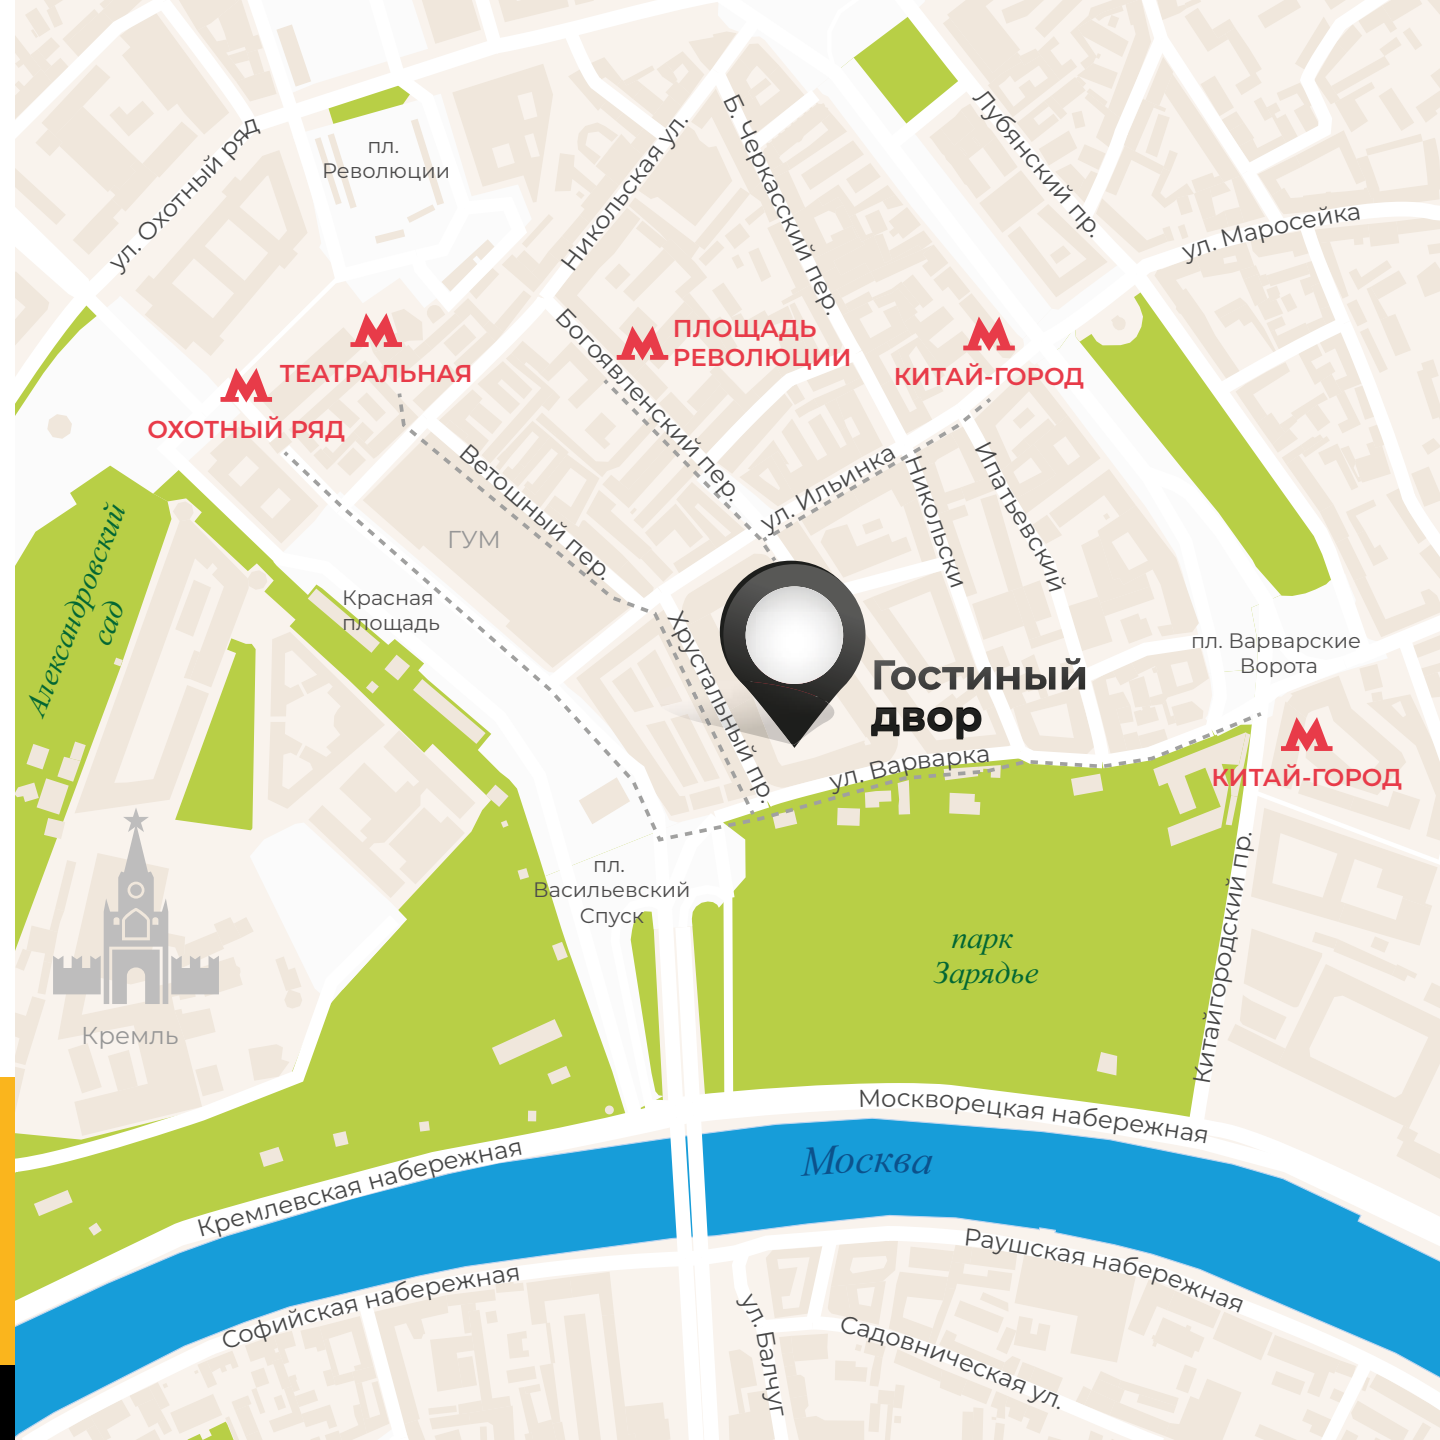 ул. Охотный ряд
пл.
Революции
Никольская ул.
Б. Черкасский пер.
Лубянский пр.
ул. Маросейка
М
ТЕАТРАЛЬНАЯ
М
ОХОТНЫЙ РЯД
Богоявленский пер.
М
ПЛОЩАДЬ
РЕВОЛЮЦИИ
М
КИТАЙ-ГОРОД
Ветошный пер.
ул. Ильинка
Никольски
Ипатьевский
ГУМ
Александровский
сад
Красная
площадь
Хрустальный пр.
Гостиный
двор
ул. Варварка
пл. Варварские
Ворота
М
КИТАЙ-ГОРОД
пл.
Васильевский
Спуск
парк
Зарядье
Китайгородский пр.
Кремль
Москворецкая набережная
Москва
Кремлевская набережная
Софийская набережная
Раушская набережная
ул. Балчуг
Садовническая ул.